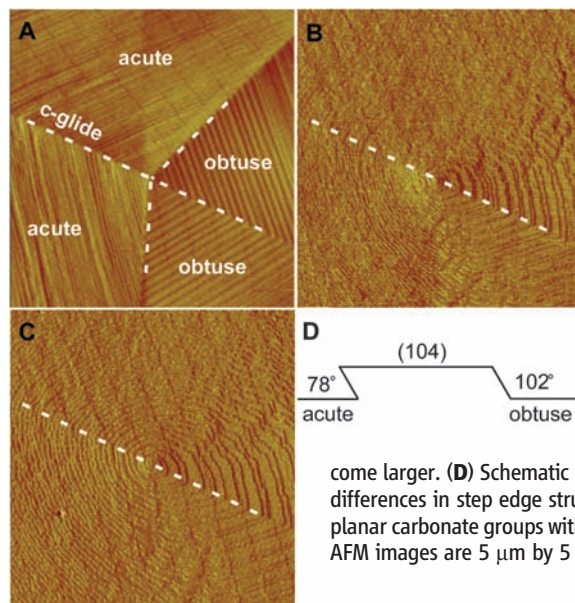 A
acute
c-glide
obtuse
acute
obtuse
B
C
D
(104)
78°
102°
acute
obtuse
come larger. (D) Schematic
differences in step edge stru
planar carbonate groups wit
AFM images are 5 μm by 5